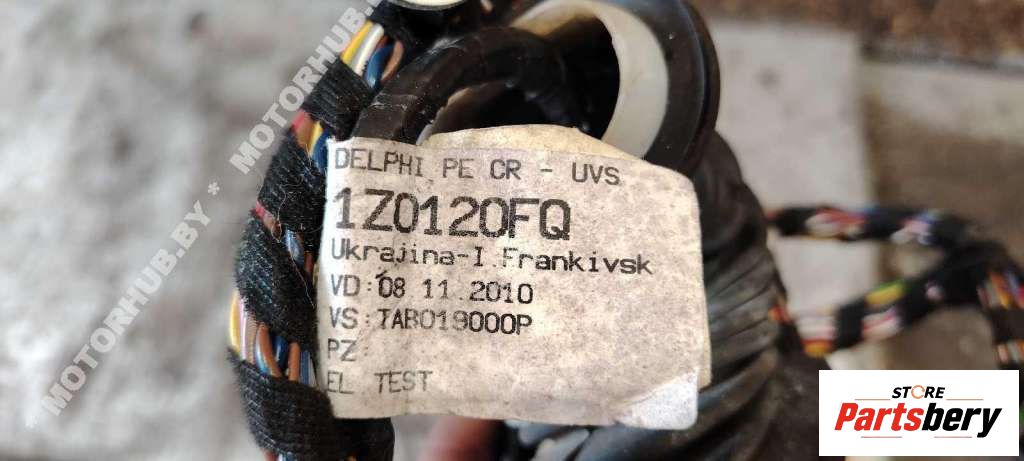 MOTORHUB.BY * MOTORHUB.BY
DELPHI PE CR - UVS
1Z0120FQ
Ukrajina-I.Frankivsk
VD:08.11.2010
VS:TAB019000P
PZ:
EL TEST
STORE
Partsbery